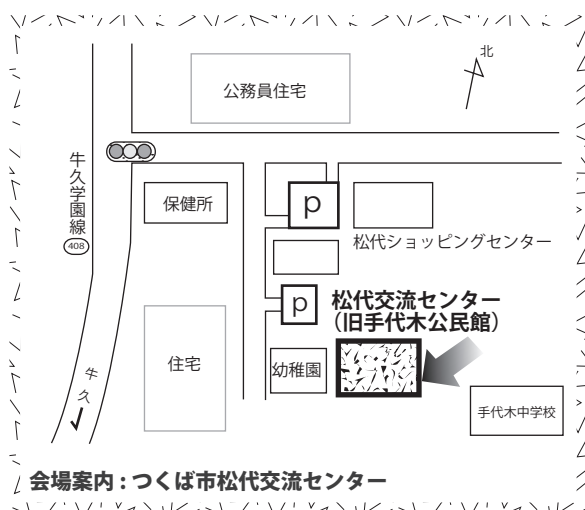 北
公務員住宅
牛久学園線
408
保健所
p
松代ショッピングセンター
p
松代交流センター
(旧手代木公民館)
住宅
幼稚園
牛久
手代木中学校
会場案内 : つくば市松代交流センター